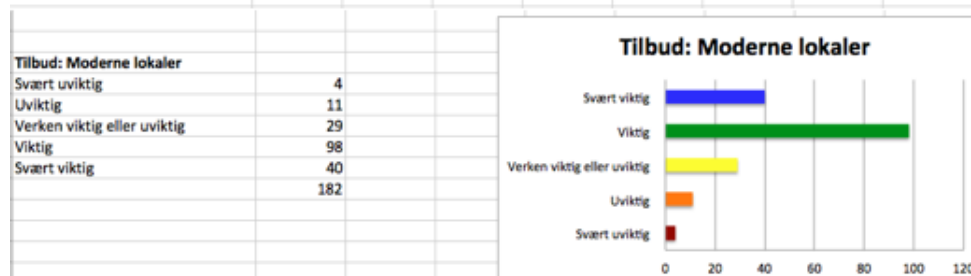 Tilbud: Moderne lokaler
Svært uviktig 4
Uviktig 11
Verken viktig eller uviktig 29
Viktig 98
Svært viktig 40
182
Tilbud: Moderne lokaler
Svært viktig
Viktig
Verken viktig eller uviktig
Uviktig
Svært uviktig
0 20 40 60 80 100 120